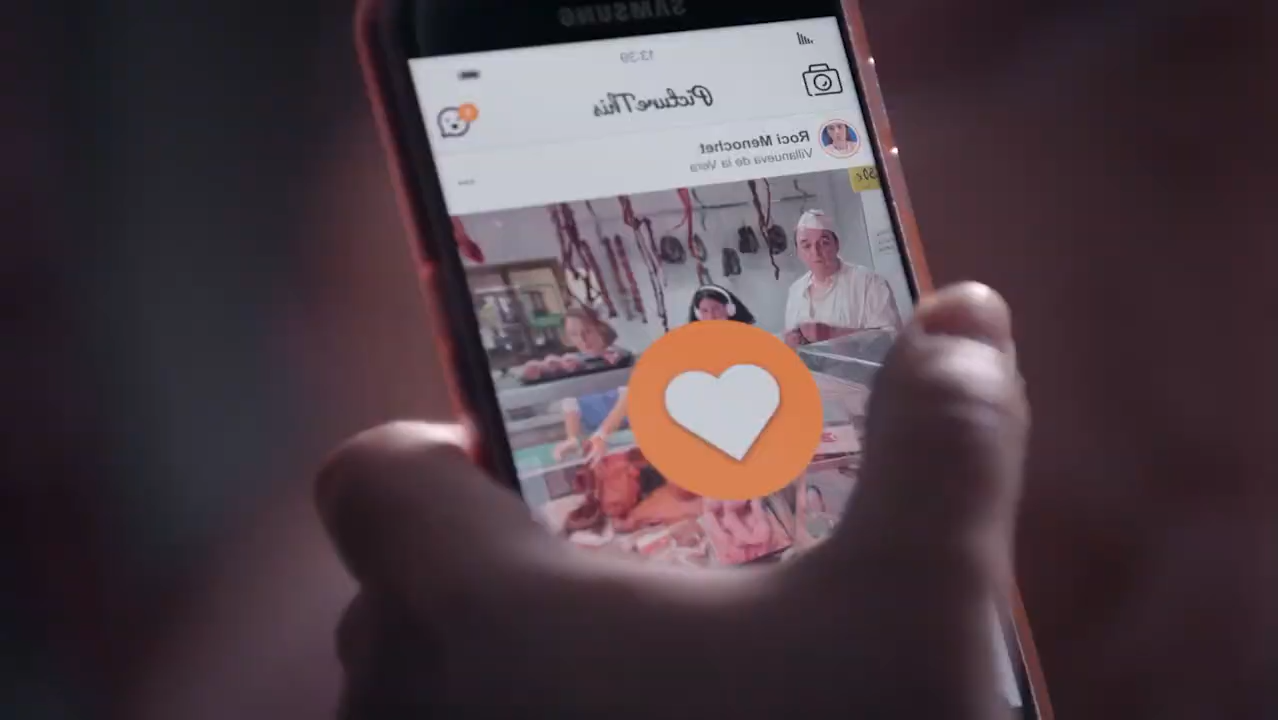 SAMSUNG
13:39
PictureThis
Roci Menochet
Villanueva de la Vera